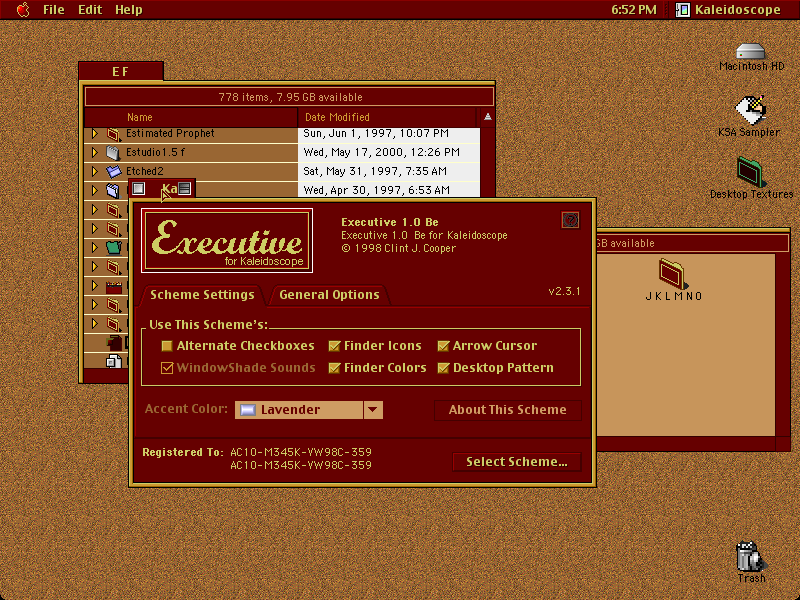 File Edit Help 6:52 PM Kaleidoscope
Macintosh HD
KSA Sampler
Desktop Textures
Trash
E F
778 items, 7.95 GB available
Name Date Modified
Estimated Prophet Sun, Jun 1, 1997, 10:07 PM
Estudio1.5 f Wed, May 17, 2000, 12:26 PM
Etched2 Sat, May 31, 1997, 7:35 AM
Wed, Apr 30, 1997, 6:53 AM
GB available
J K L M N O
Ka
Executive
for Kaleidoscope
Executive 1.0 Be
Executive 1.0 Be for Kaleidoscope
© 1998 Clint J. Cooper
v2.3.1
Scheme Settings General Options
Use This Scheme's:
Alternate Checkboxes Finder Icons Arrow Cursor
WindowShade Sounds Finder Colors Desktop Pattern
Accent Color: Lavender About This Scheme
Registered To: AC10-M345K-YW98C-359
AC10-M345K-YW98C-359
Select Scheme...